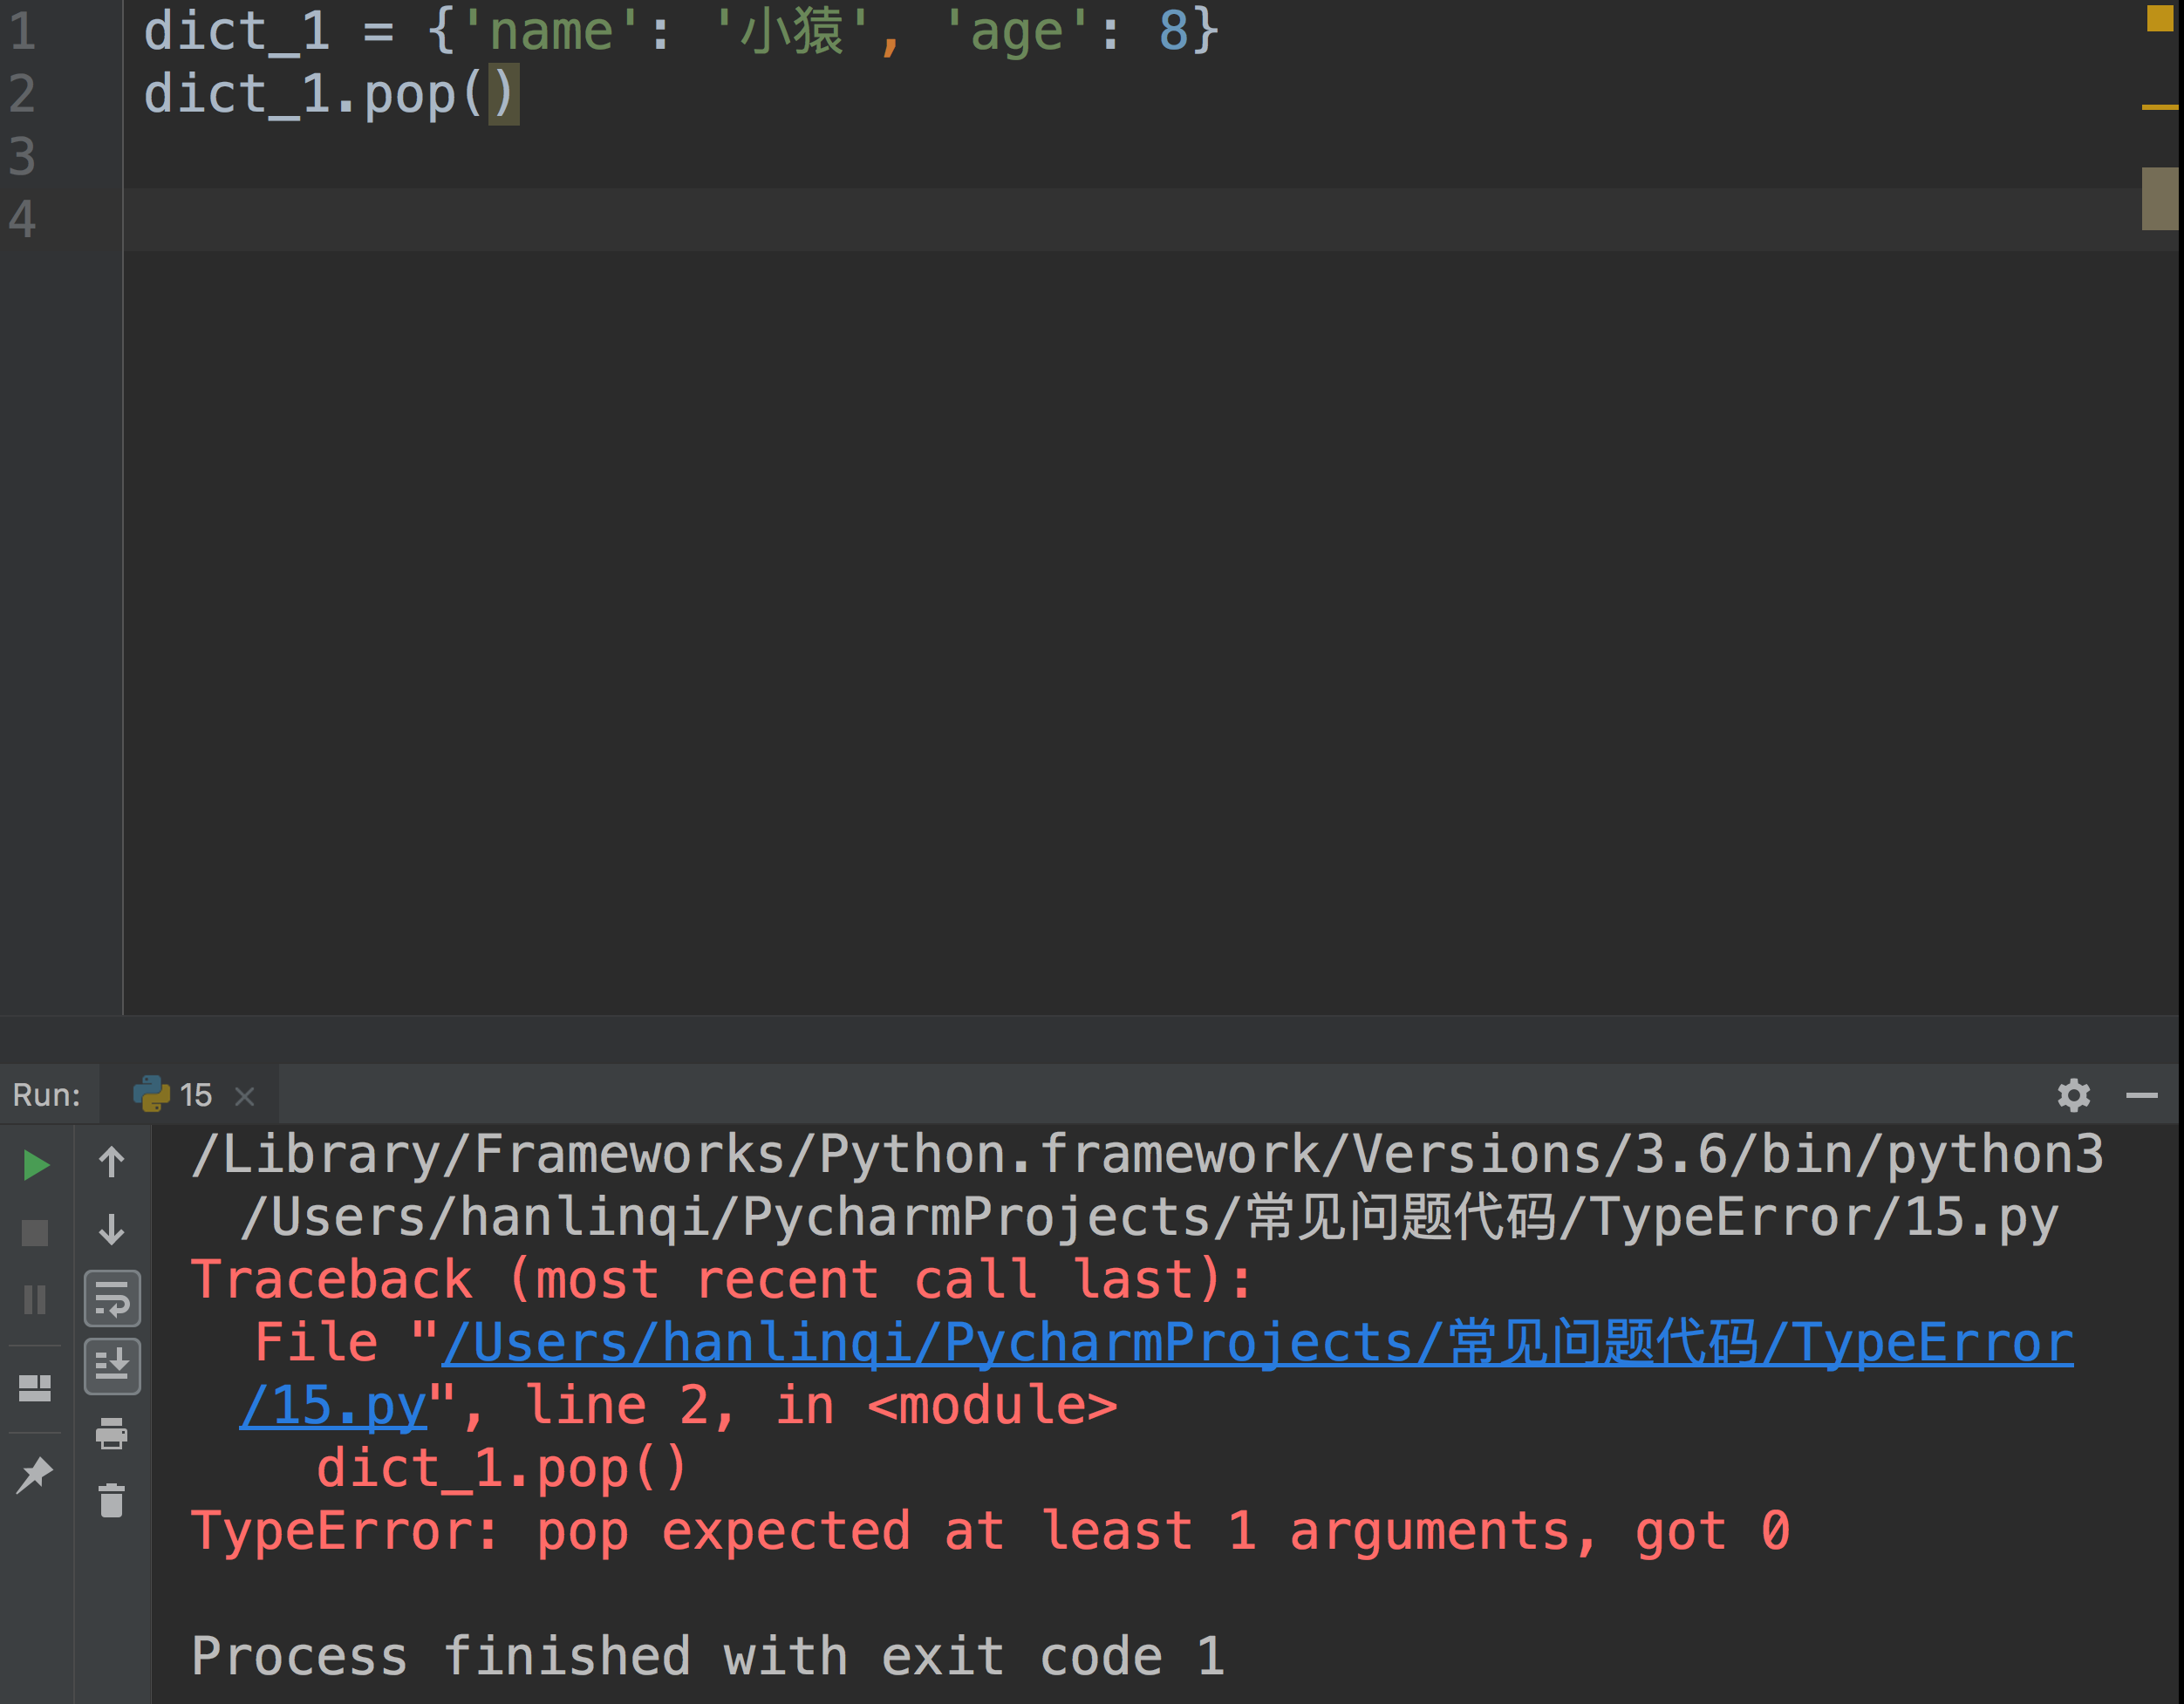 1 dict_1 = {'name': '小猿', 'age': 8}
2 dict_1.pop()
3
4
Run: 15
/Library/Frameworks/Python.framework/Versions/3.6/bin/python3
/Users/hanlinqi/PycharmProjects/常见问题代码/TypeError/15.py
Traceback (most recent call last):
File "/Users/hanlinqi/PycharmProjects/常见问题代码/TypeError
/15.py", line 2, in <module>
dict_1.pop()
TypeError: pop expected at least 1 arguments, got 0
Process finished with exit code 1